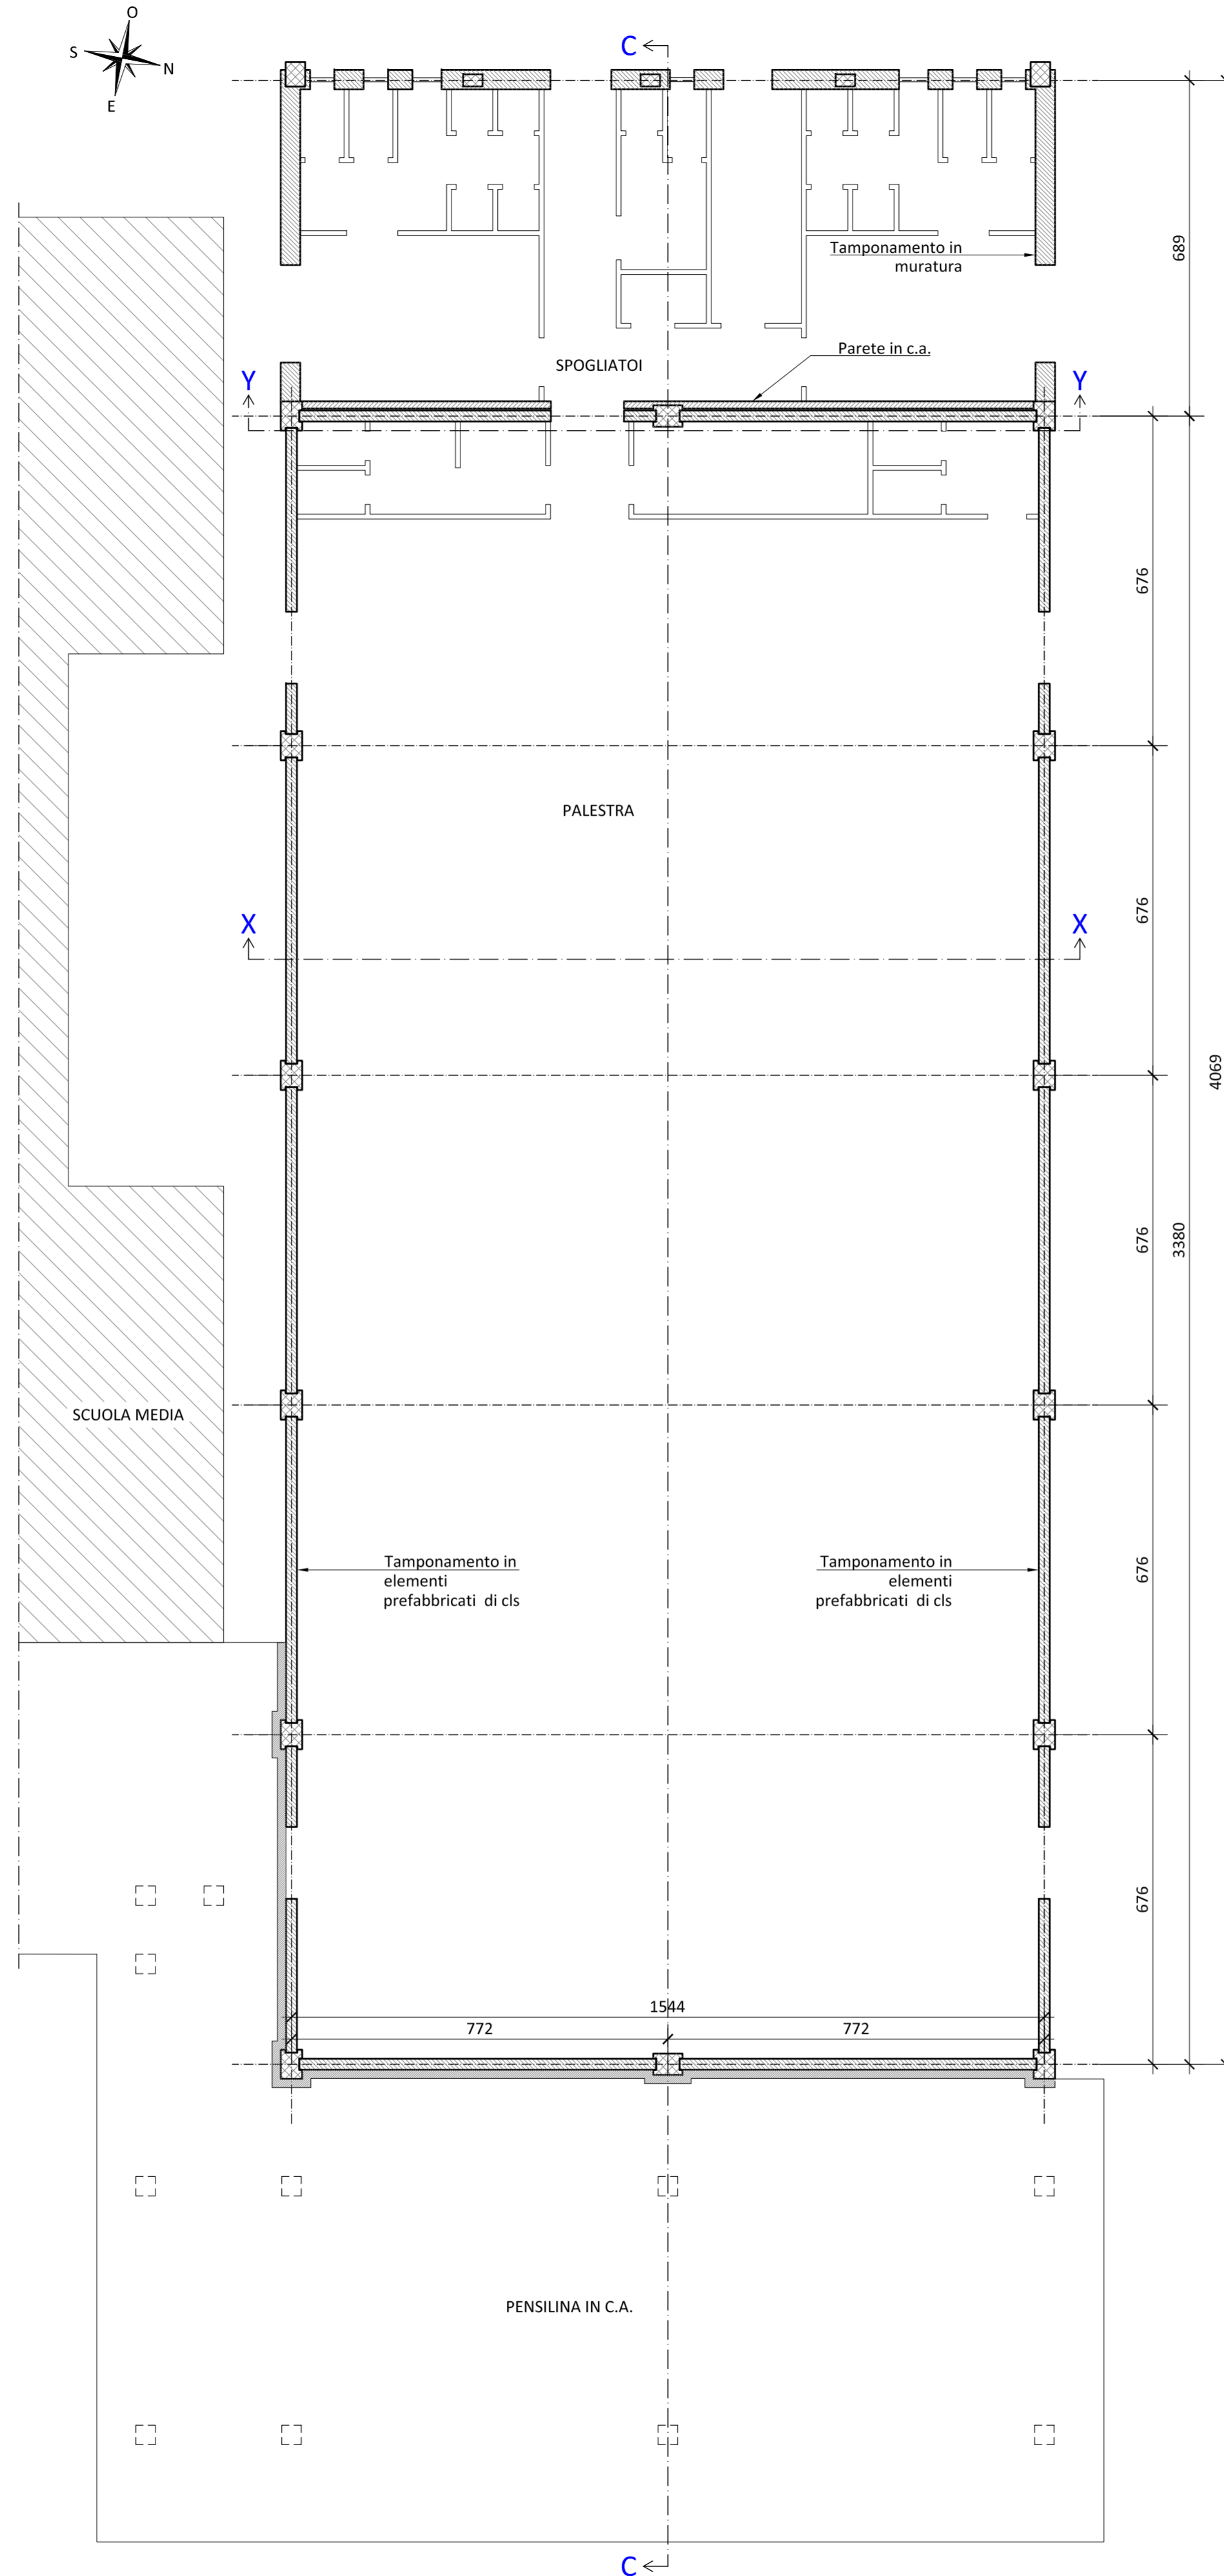 O
S
N
E
C
Tamponamento in
muratura
689
Parete in c.a.
SPOGLIATOI
Y
Y
676
PALESTRA
676
X
X
4069
676
3380
SCUOLA MEDIA
Tamponamento in
elementi
prefabbricati di cls
Tamponamento in
elementi
prefabbricati di cls
676
676
1544
772
772
PENSILINA IN C.A.
C